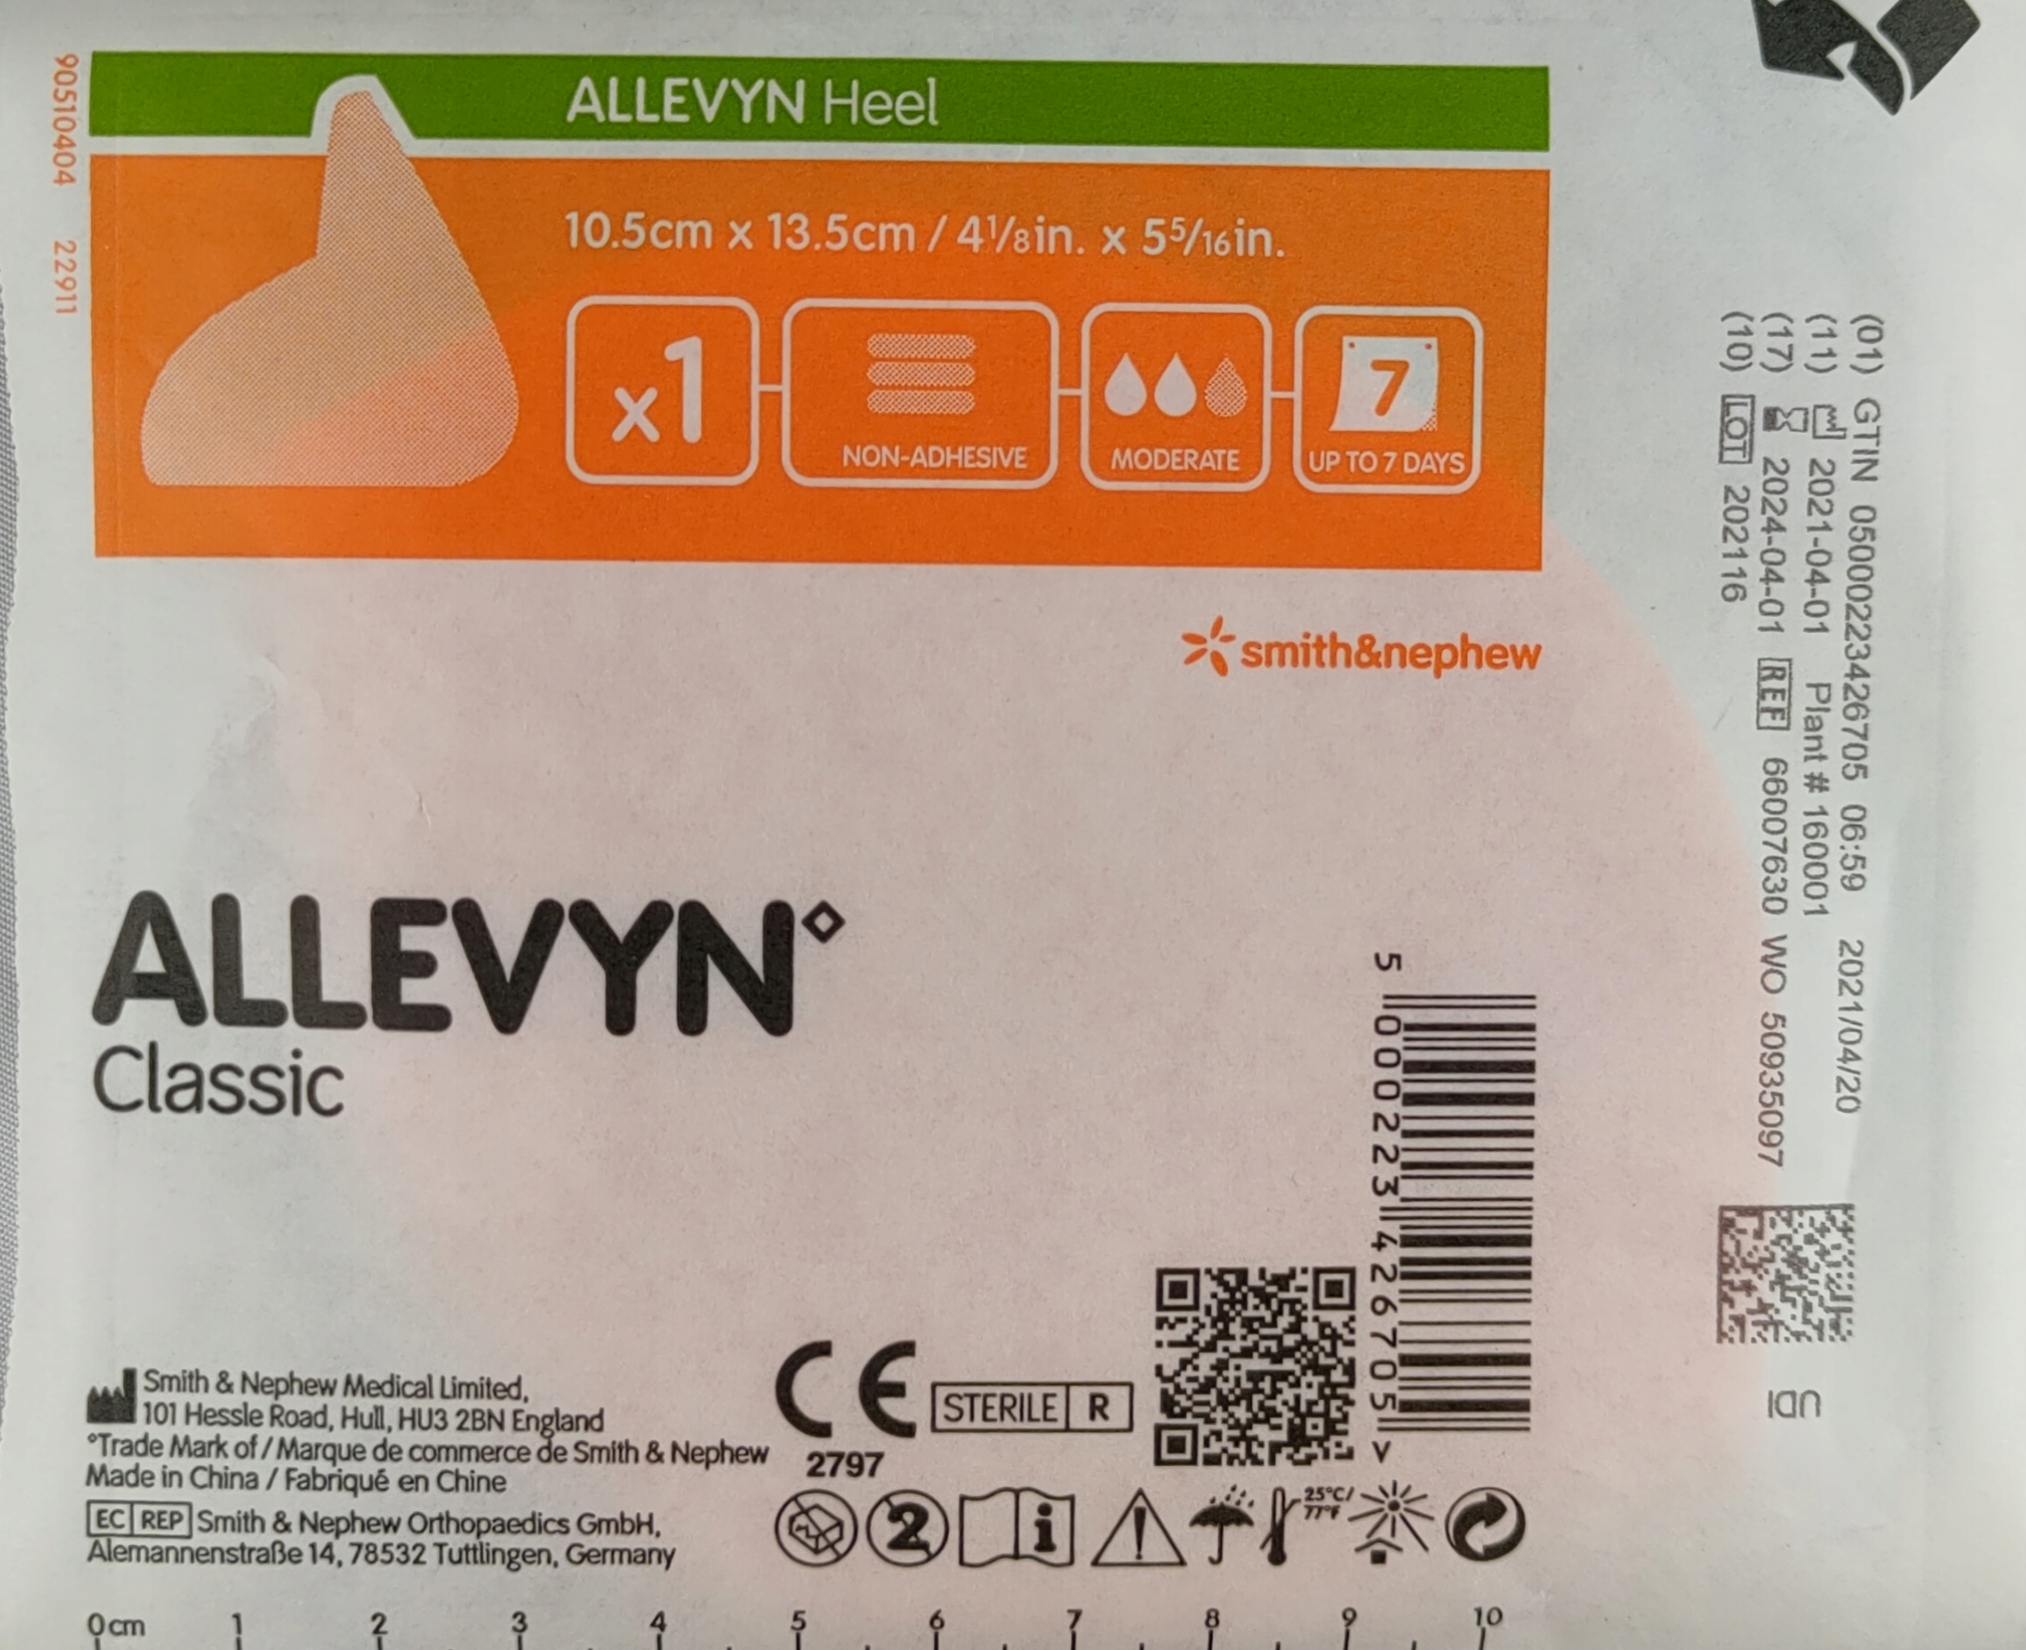 90510404 22911
ALLEVYN Heel
10.5cm x 13.5cm / 4⅛in. x 5⁵⁄₁₆in.
x1
NON-ADHESIVE
MODERATE
7
UP TO 7 DAYS
smith&nephew
(01) GTIN 05000223426705 06:59 2021/04/20
(11) 2021-04-01 Plant # 160001
(17) 2024-04-01 REF 66007630 WO 50935097
(10) LOT 202116
UDI
ALLEVYN◇
Classic
5 000223 426705 >
Smith & Nephew Medical Limited,
101 Hessle Road, Hull, HU3 2BN England
◇Trade Mark of / Marque de commerce de Smith & Nephew
Made in China / Fabriqué en Chine
EC REP Smith & Nephew Orthopaedics GmbH,
Alemannenstraße 14, 78532 Tuttlingen, Germany
CE
2797
STERILE R
2
i
!
25°C/
77°F
0cm 1 2 3 4 5 6 7 8 9 10